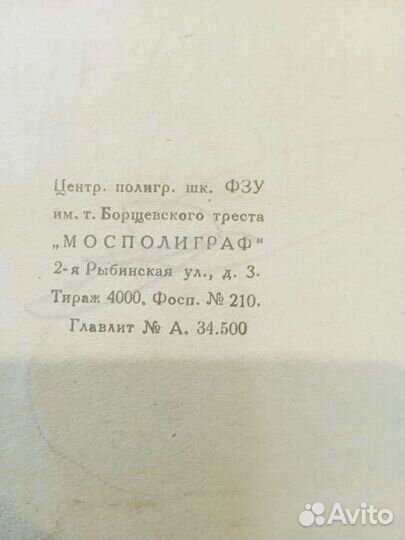 Центр. полигр. шк. ФЗУ
им. т. Борщевского треста
„МОСПОЛИГРАФ“
2-я Рыбинская ул., д. 3.
Тираж 4000, Фосп. № 210.
Главлит № А. 34.500
Avito